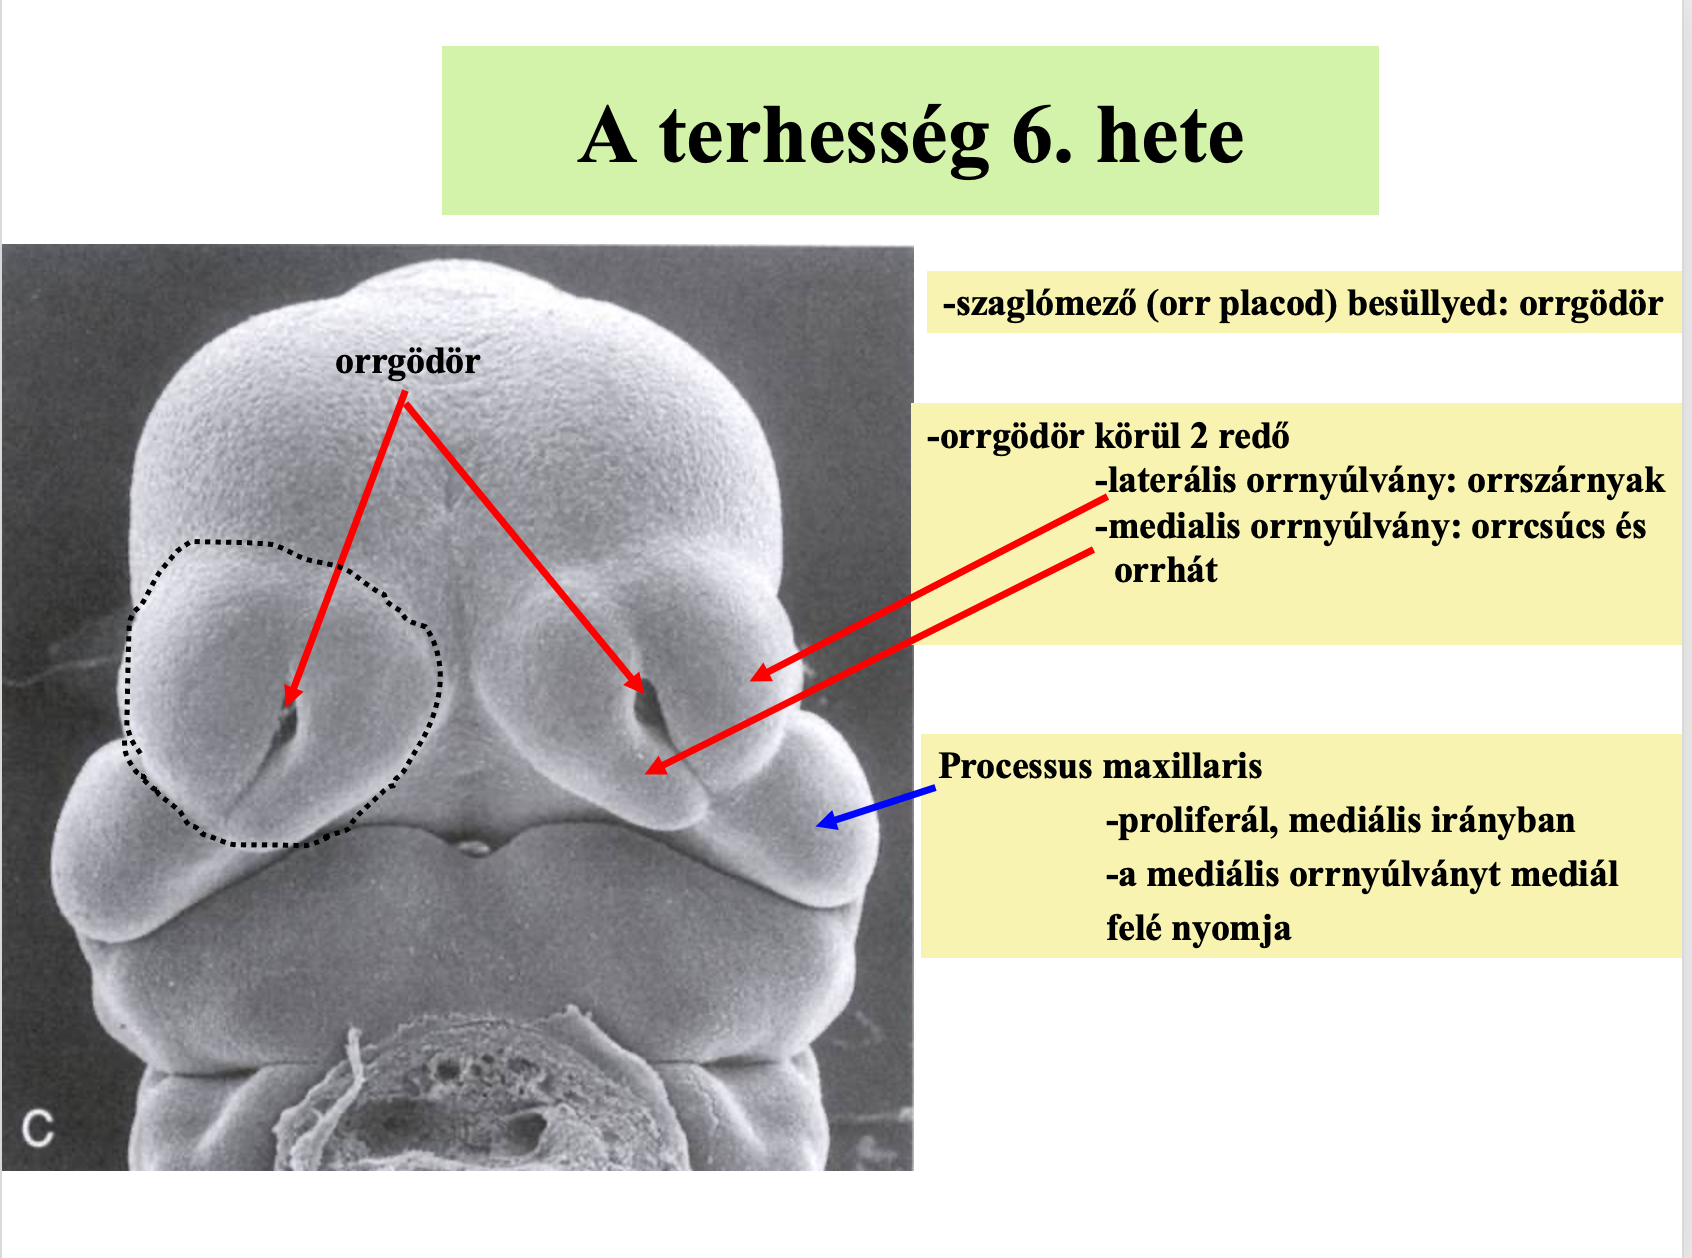 A terhesség 6. hete
orrgödör
-szaglómező (orr placod) besüllyed: orrgödör
-orrgödör körül 2 redő
-laterális orrnyúlvány: orrszárnyak
-medialis orrnyúlvány: orrcsúcs és
orrhát
Processus maxillaris
-proliferál, mediális irányban
-a mediális orrnyúlványt mediál
felé nyomja
C